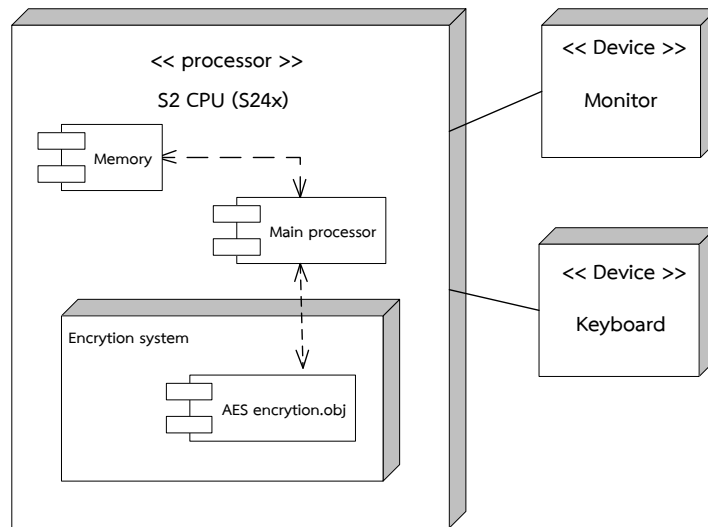 << processor >>
S2 CPU (S24x)
Memory
Main processor
Encrytion system
AES encrytion.obj
<< Device >>
Monitor
<< Device >>
Keyboard